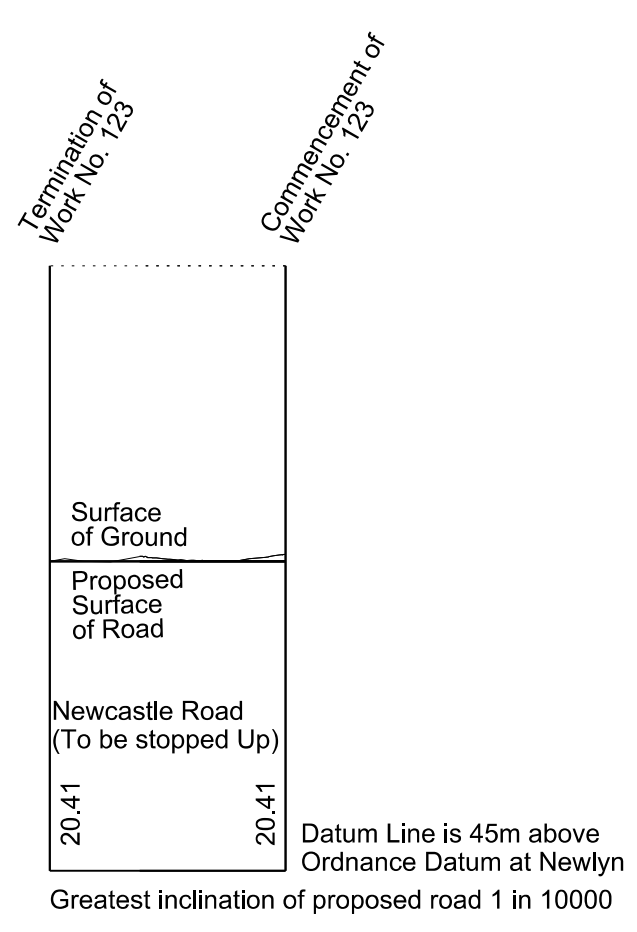 Termination of
Work No. 123
Commencement of
Work No. 123
Surface
of Ground
Proposed
Surface
of Road
Newcastle Road
(To be stopped Up)
20.41
20.41
Datum Line is 45m above
Ordnance Datum at Newlyn
Greatest inclination of proposed road 1 in 10000